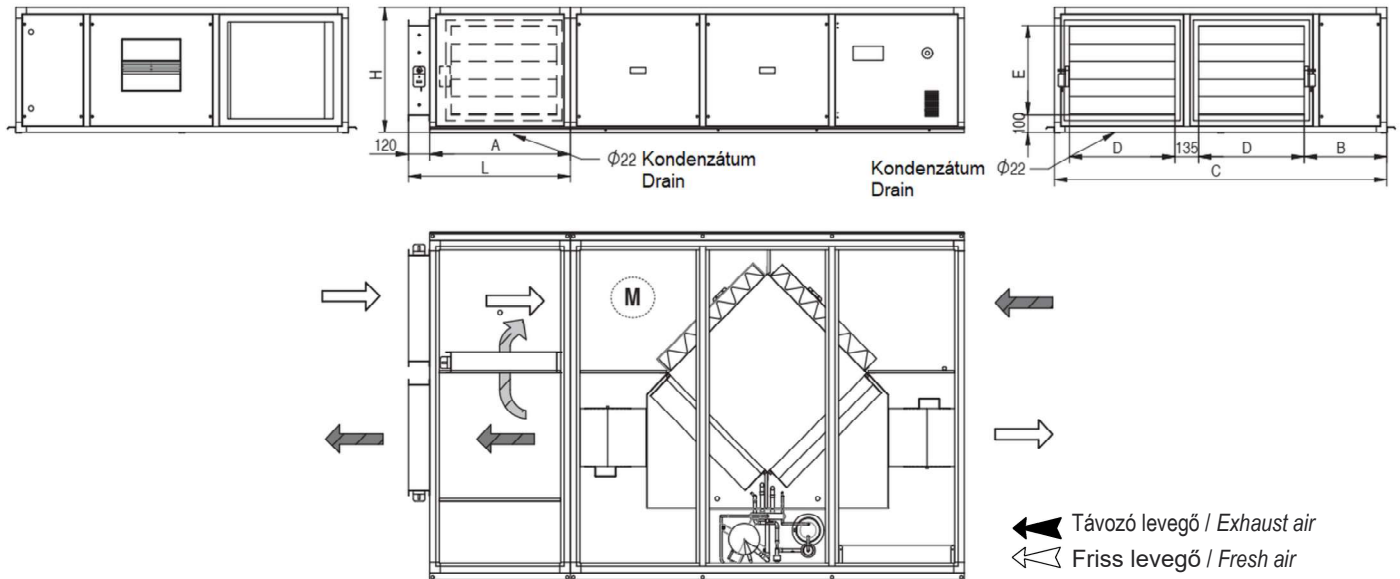 H
120
A
L
Φ22 Kondenzátum
Drain
E
100
D
135
D
B
C
Kondenzátum Φ22
Drain
M
Távozó levegő / Exhaust air
Friss levegő / Fresh air